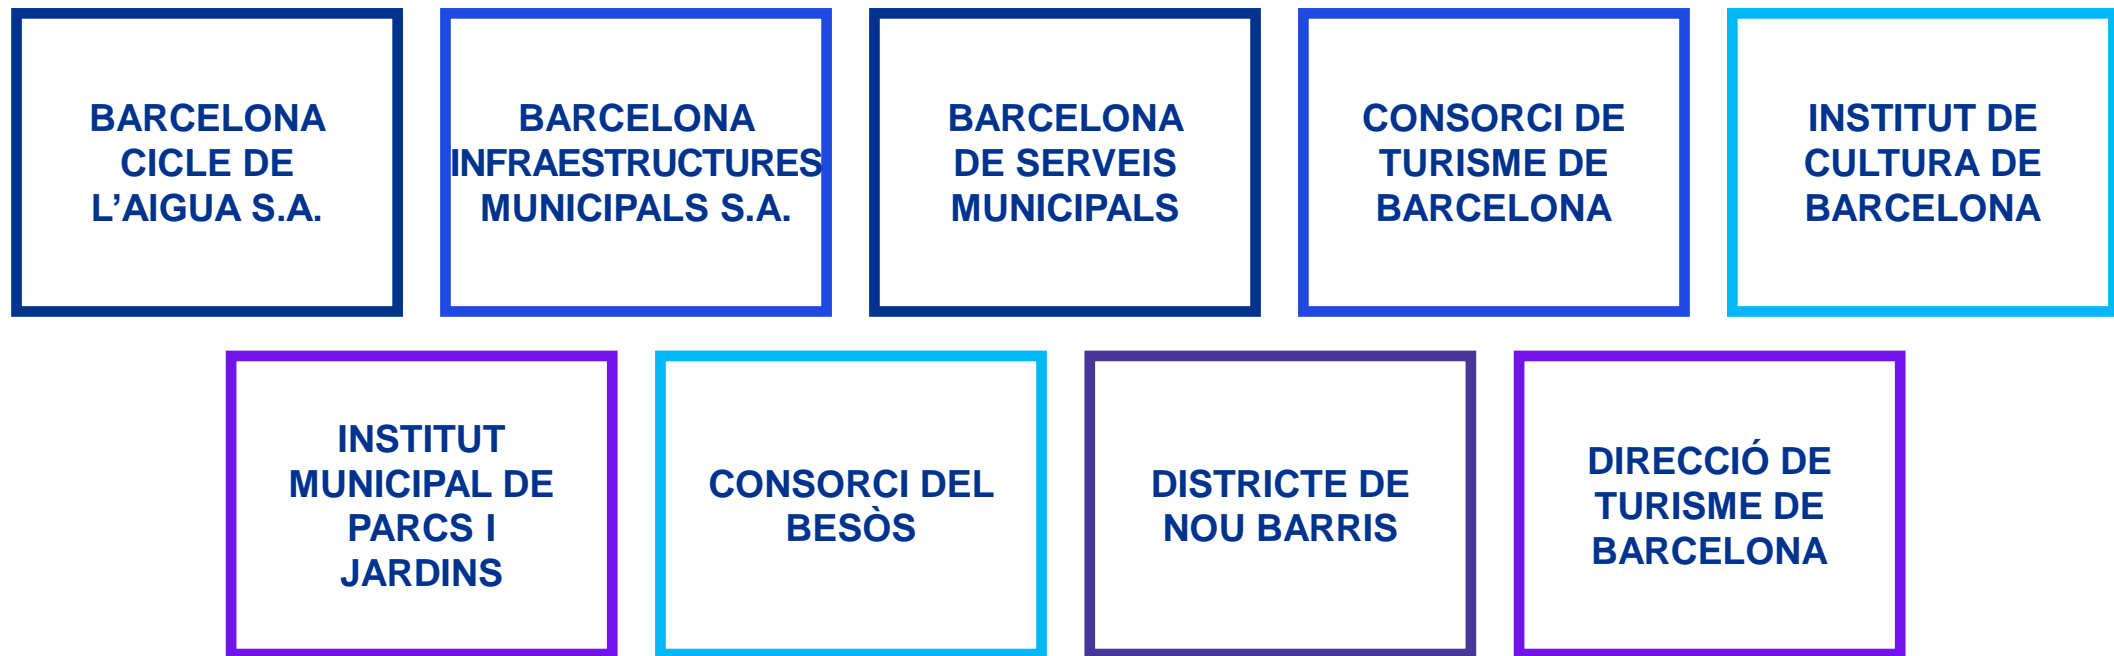 BARCELONA
CICLE DE
L’AIGUA S.A.
BARCELONA
INFRAESTRUCTURES
MUNICIPALS S.A.
BARCELONA
DE SERVEIS
MUNICIPALS
CONSORCI DE
TURISME DE
BARCELONA
INSTITUT DE
CULTURA DE
BARCELONA
INSTITUT
MUNICIPAL DE
PARCS I
JARDINS
CONSORCI DEL
BESÒS
DISTRICTE DE
NOU BARRIS
DIRECCIÓ DE
TURISME DE
BARCELONA